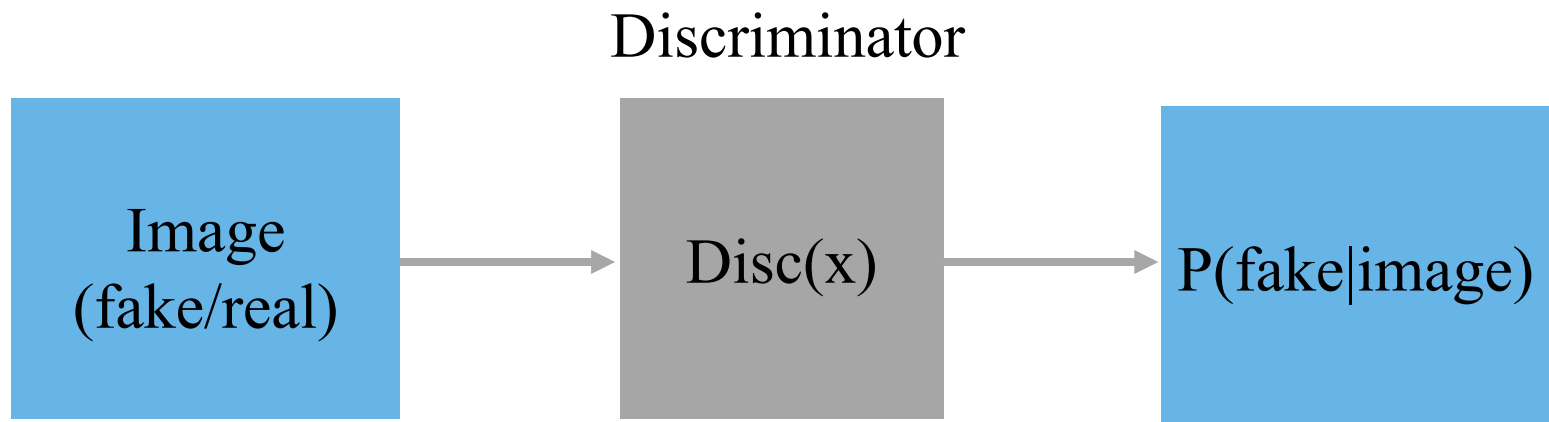 Discriminator
Image
(fake/real)
Disc(x)
P(fake|image)